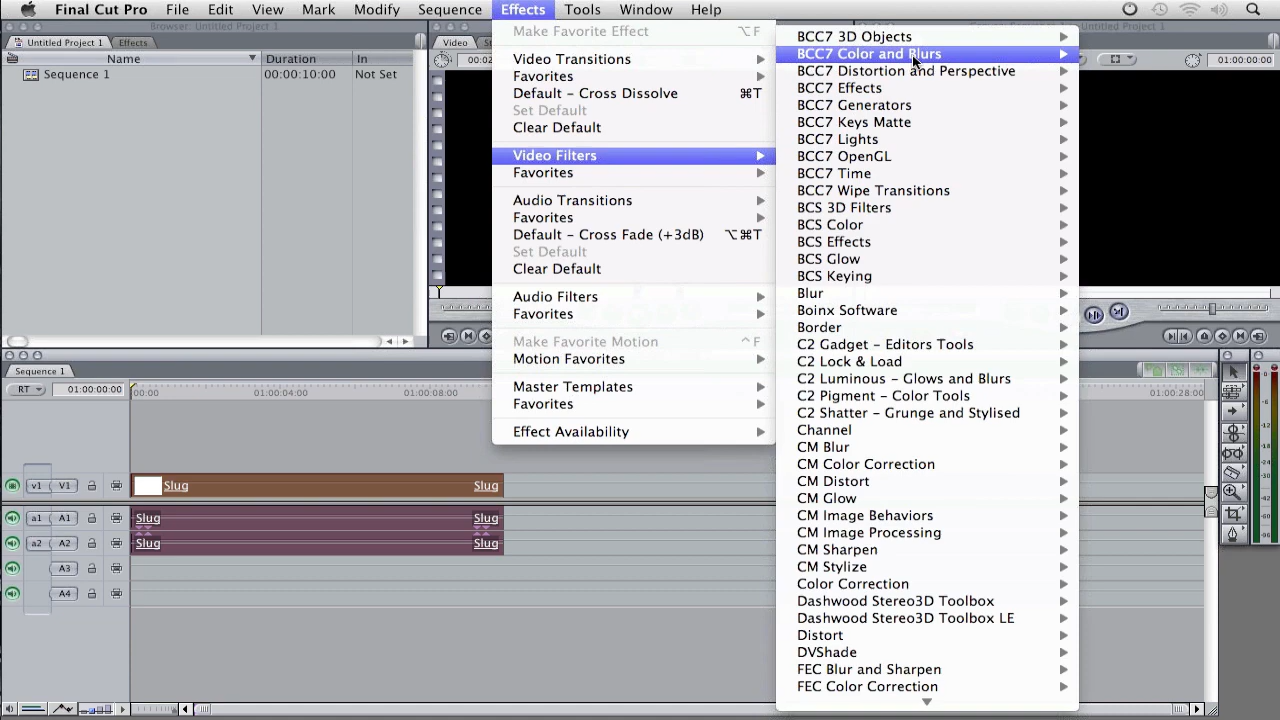 Final Cut Pro File Edit View Mark Modify Sequence Effects Tools Window Help
Untitled Project 1 Effects
Name Duration In
Sequence 1 00:00:10:00 Not Set
Video
01:00:00:00
Make Favorite Effect ⌥F
Video Transitions
Favorites
Default – Cross Dissolve ⌘T
Set Default
Clear Default
Video Filters
Favorites
Audio Transitions
Favorites
Default – Cross Fade (+3dB) ⌥⌘T
Set Default
Clear Default
Audio Filters
Favorites
Make Favorite Motion ^F
Motion Favorites
Master Templates
Favorites
Effect Availability
BCC7 3D Objects
BCC7 Color and Blurs
BCC7 Distortion and Perspective
BCC7 Effects
BCC7 Generators
BCC7 Keys Matte
BCC7 Lights
BCC7 OpenGL
BCC7 Time
BCC7 Wipe Transitions
BCS 3D Filters
BCS Color
BCS Effects
BCS Glow
BCS Keying
Blur
Boinx Software
Border
C2 Gadget – Editors Tools
C2 Lock & Load
C2 Luminous – Glows and Blurs
C2 Pigment – Color Tools
C2 Shatter – Grunge and Stylised
Channel
CM Blur
CM Color Correction
CM Distort
CM Glow
CM Image Behaviors
CM Image Processing
CM Sharpen
CM Stylize
Color Correction
Dashwood Stereo3D Toolbox
Dashwood Stereo3D Toolbox LE
Distort
DVShade
FEC Blur and Sharpen
FEC Color Correction
Sequence 1
RT 01:00:00:00 00:00 01:00:04:00 01:00:08:00 01:00:28:00
v1 V1 Slug Slug
a1 A1 Slug Slug
a2 A2 Slug Slug
A3
A4